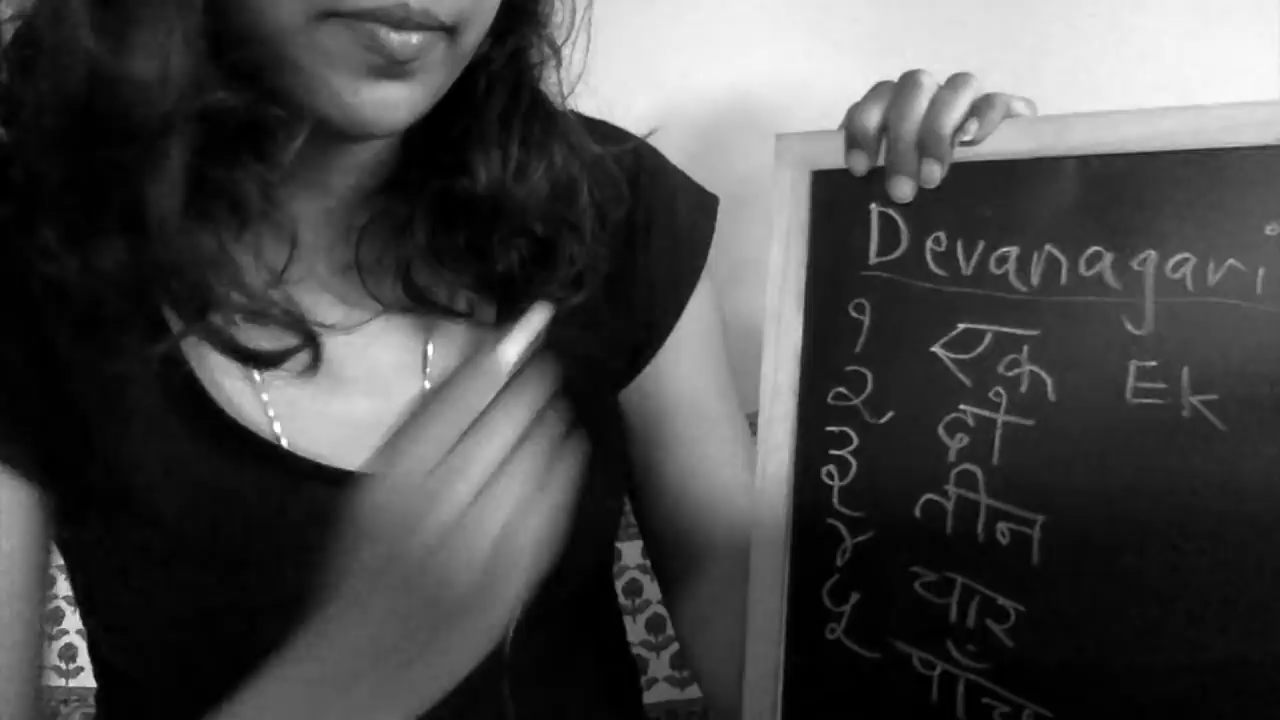 Devanagari
१ एक Ek
२ दो
३ तीन
४ चार
५ पाँच